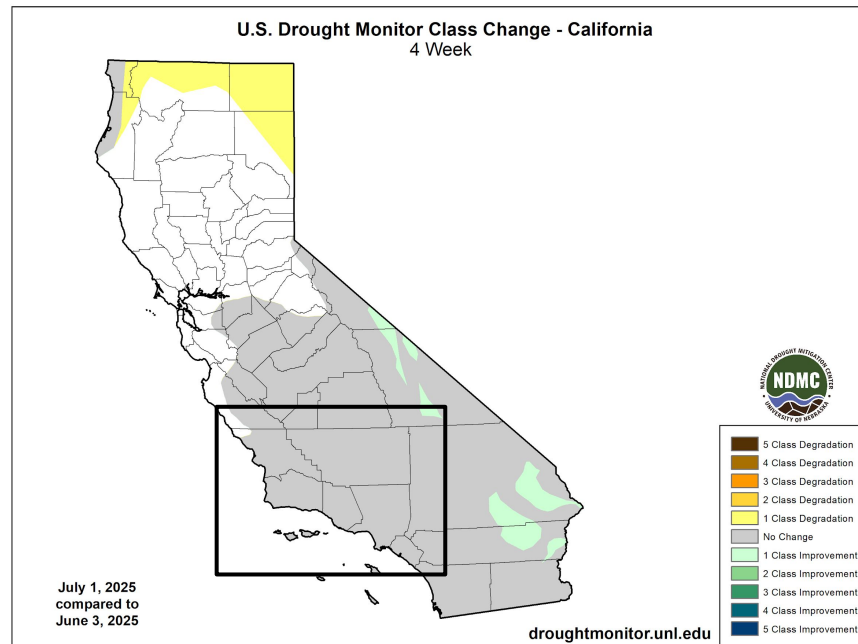 U.S. Drought Monitor Class Change - California
4 Week
NATIONAL DROUGHT MITIGATION CENTER
NDMC
UNIVERSITY OF NEBRASKA
5 Class Degradation
4 Class Degradation
3 Class Degradation
2 Class Degradation
1 Class Degradation
No Change
1 Class Improvement
2 Class Improvement
3 Class Improvement
4 Class Improvement
5 Class Improvement
July 1, 2025
compared to
June 3, 2025
droughtmonitor.unl.edu